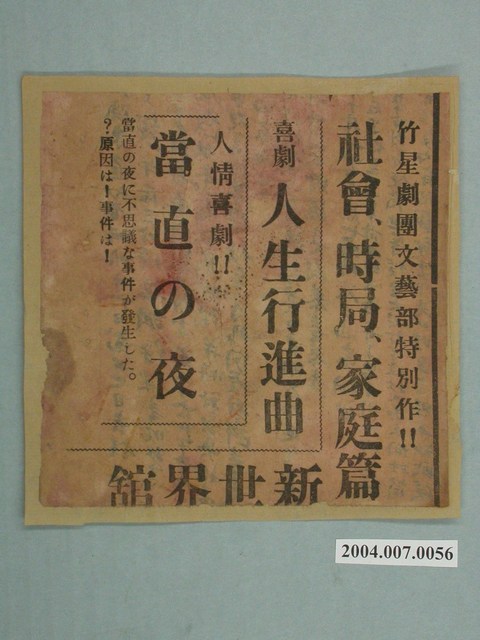 竹星劇團文藝部特別作!!
社會、時局、家庭篇
喜劇 人生行進曲
人情喜劇!!
當直の夜
當直の夜に不思議な事件が發生した。
?原因は!事件は!
新世界舘
2004.007.0056